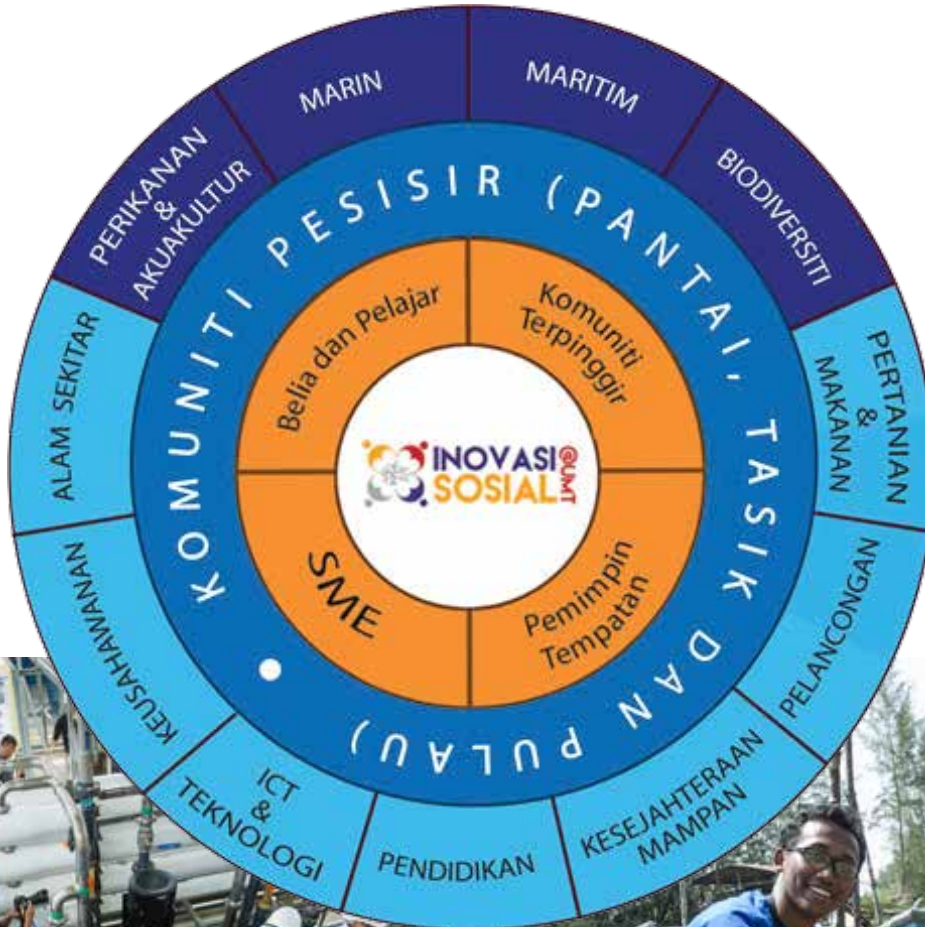 MARIN
MARITIM
BIODIVERSITI
PERTANIAN
&
MAKANAN
PELANCONGAN
KESEJAHTERAAN
MAMPAN
PENDIDIKAN
ICT
&
TEKNOLOGI
KEUSAHAWANAN
ALAM SEKITAR
PERIKANAN
&
AKUAKULTUR
KOMUNITI PESISIR (PANTAI, TASIK DAN PULAU) •
Belia dan Pelajar
Komuniti
Terpinggir
Pemimpin
Tempatan
SME
INOVASI
SOSIAL
@UMT